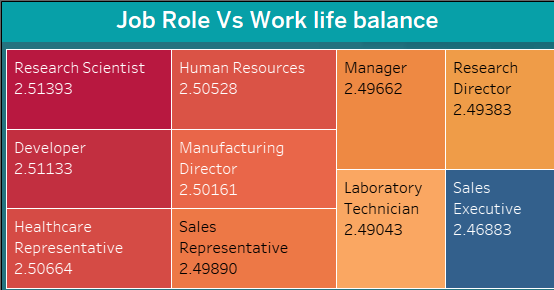 Job Role Vs Work life balance
Research Scientist
2.51393
Developer
2.51133
Healthcare
Representative
2.50664
Human Resources
2.50528
Manufacturing
Director
2.50161
Sales
Representative
2.49890
Manager
2.49662
Laboratory
Technician
2.49043
Research
Director
2.49383
Sales
Executive
2.46883